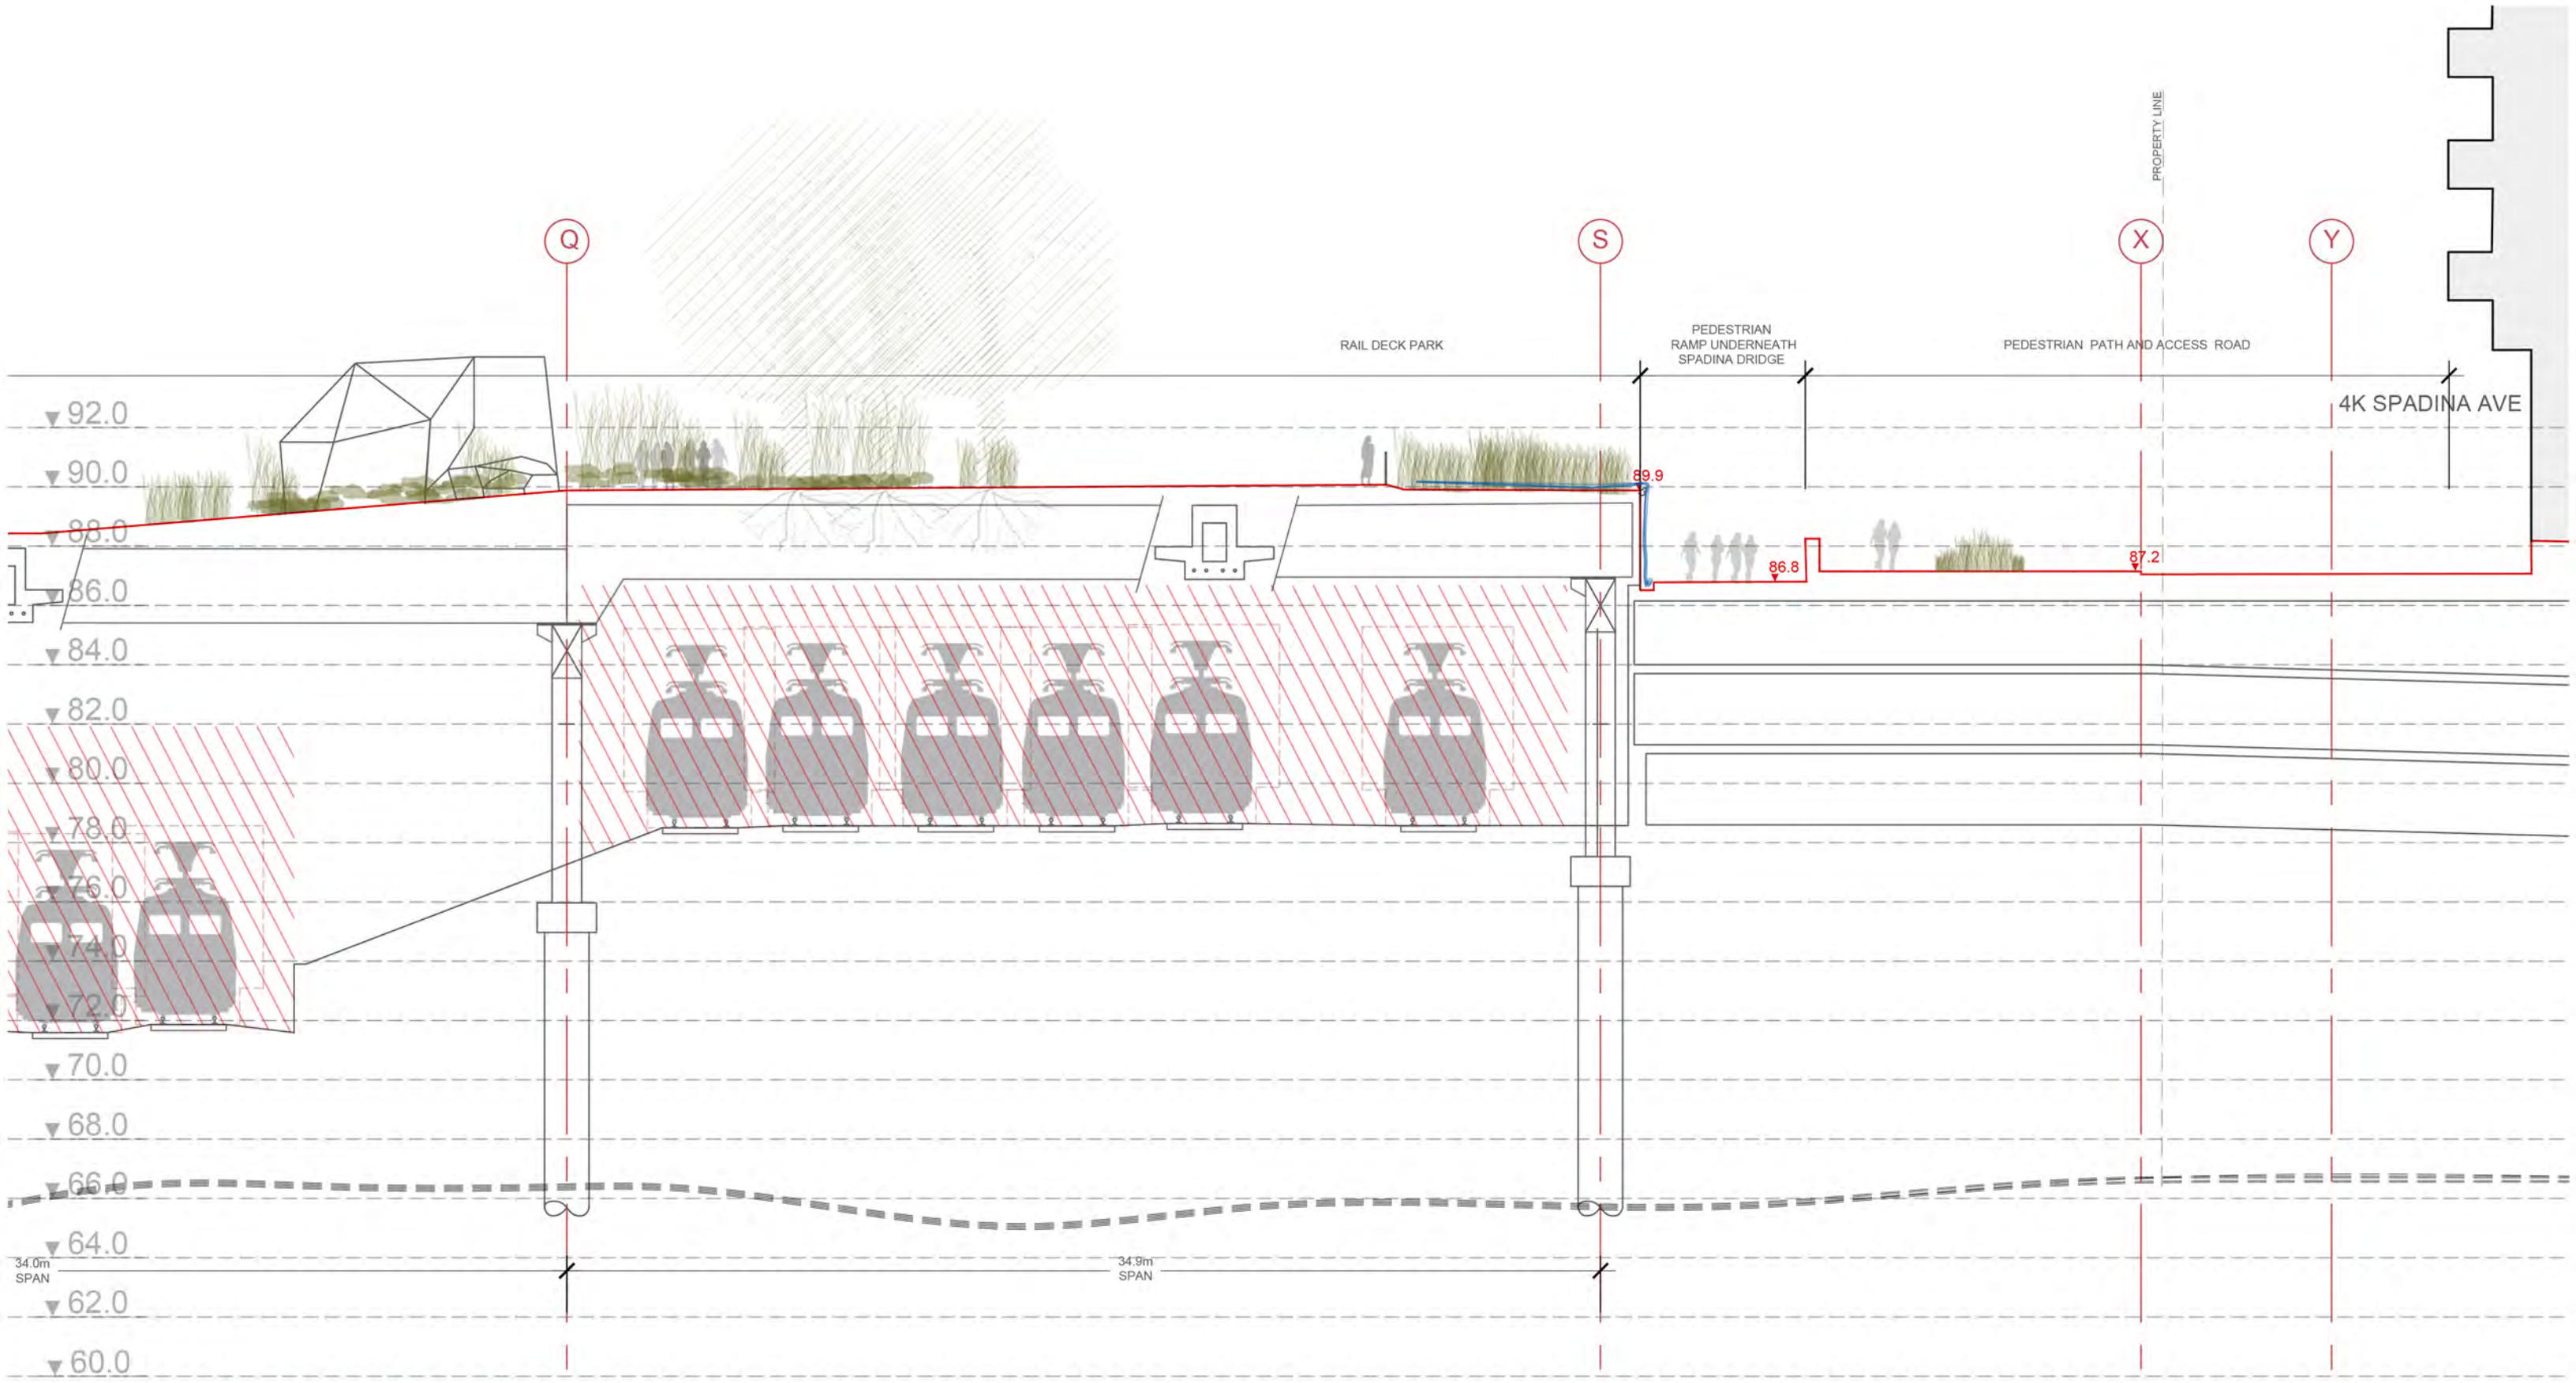 PROPERTY LINE
Q
S
X
Y
RAIL DECK PARK
PEDESTRIAN
RAMP UNDERNEATH
SPADINA DRIDGE
PEDESTRIAN PATH AND ACCESS ROAD
4K SPADINA AVE
92.0
90.0
89.9
88.0
87.2
86.8
86.0
84.0
82.0
80.0
78.0
76.0
74.0
72.0
70.0
68.0
66.0
64.0
34.0m
SPAN
34.9m
SPAN
62.0
60.0